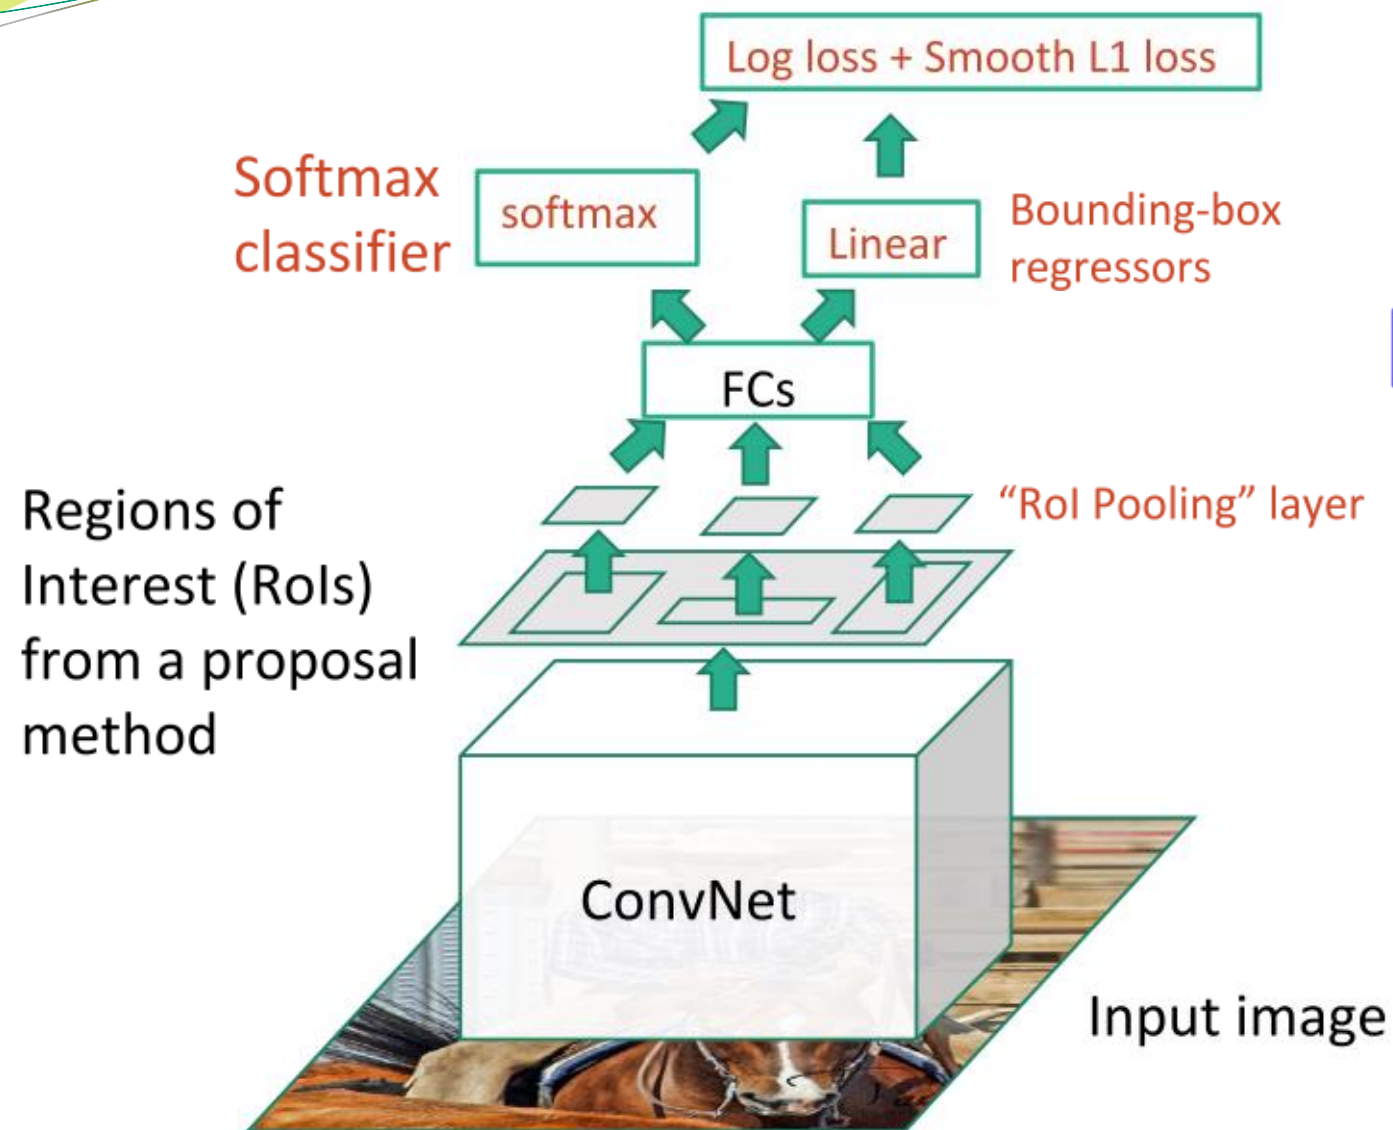 Log loss + Smooth L1 loss
Softmax
classifier
softmax
Linear
Bounding-box
regressors
FCs
Regions of
Interest (RoIs)
from a proposal
method
“RoI Pooling” layer
ConvNet
Input image